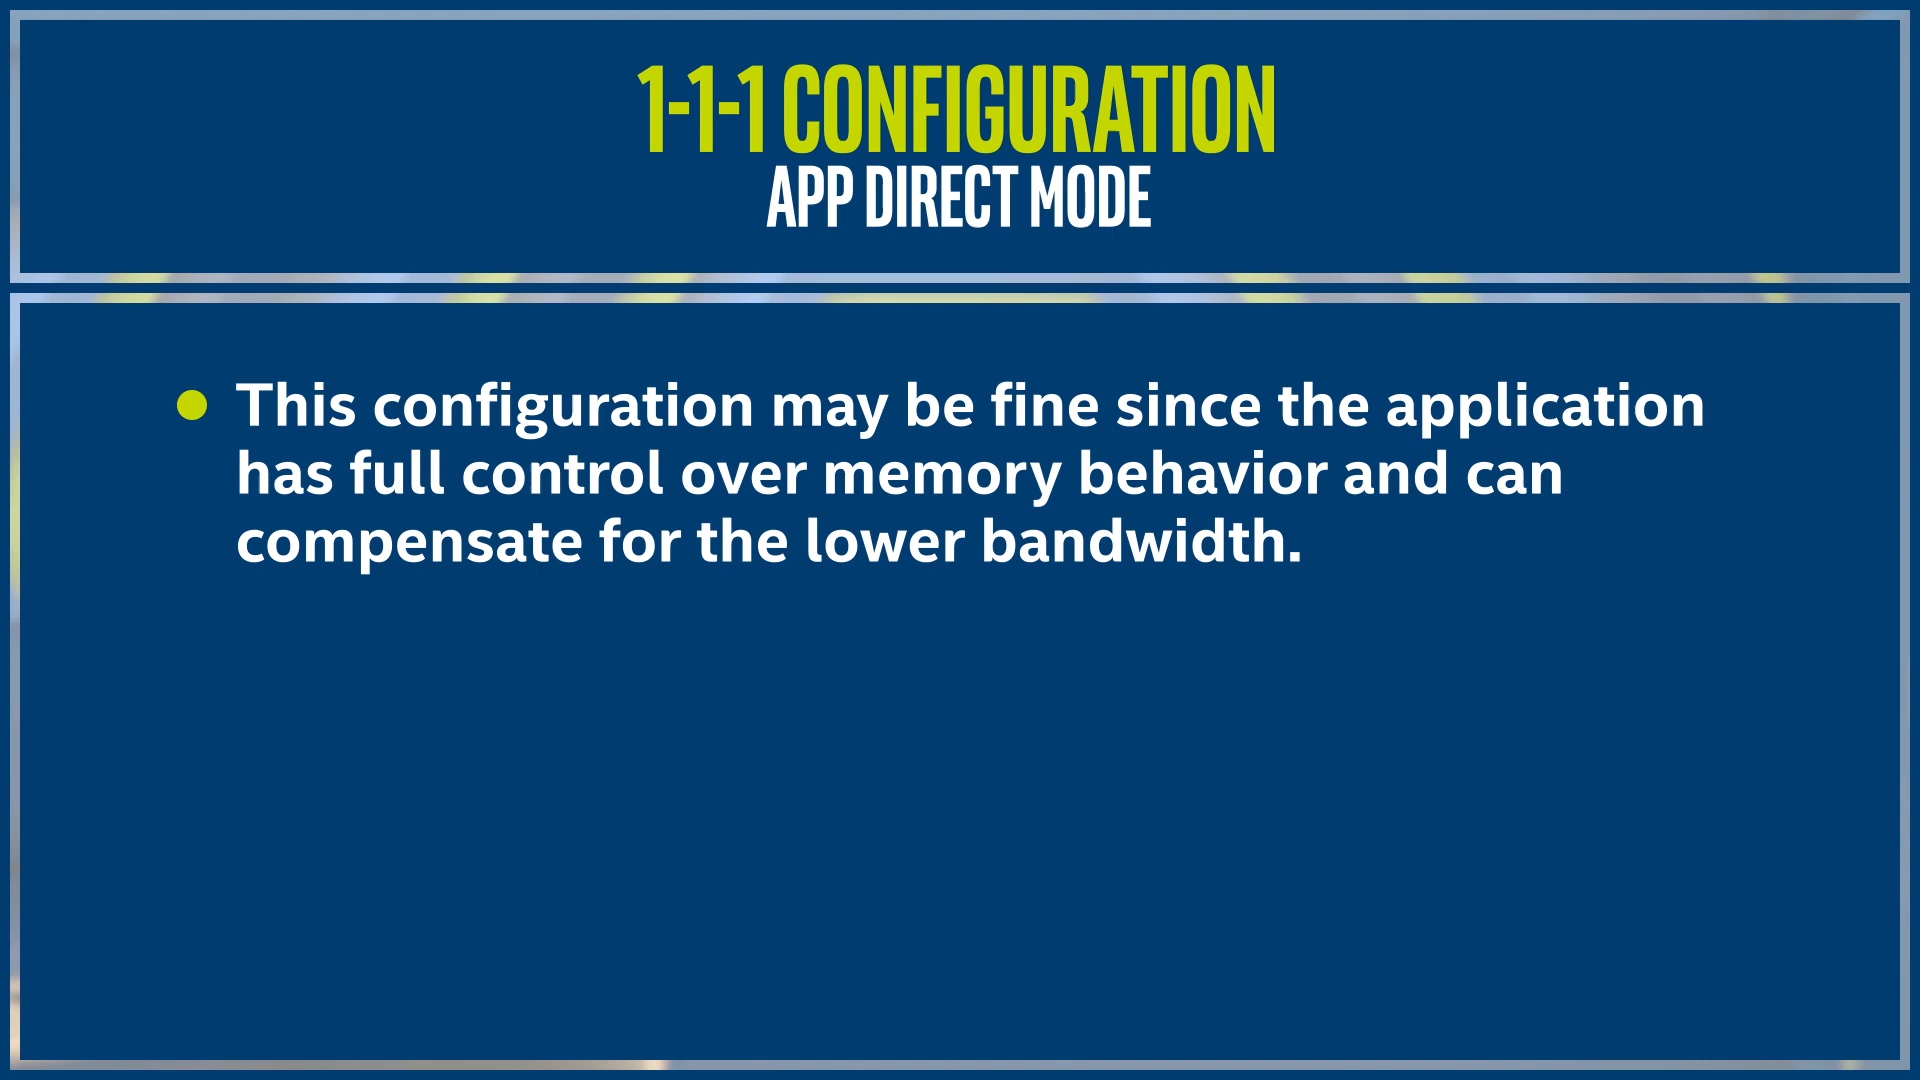 1-1-1 CONFIGURATION
APP DIRECT MODE
This configuration may be fine since the application
has full control over memory behavior and can
compensate for the lower bandwidth.